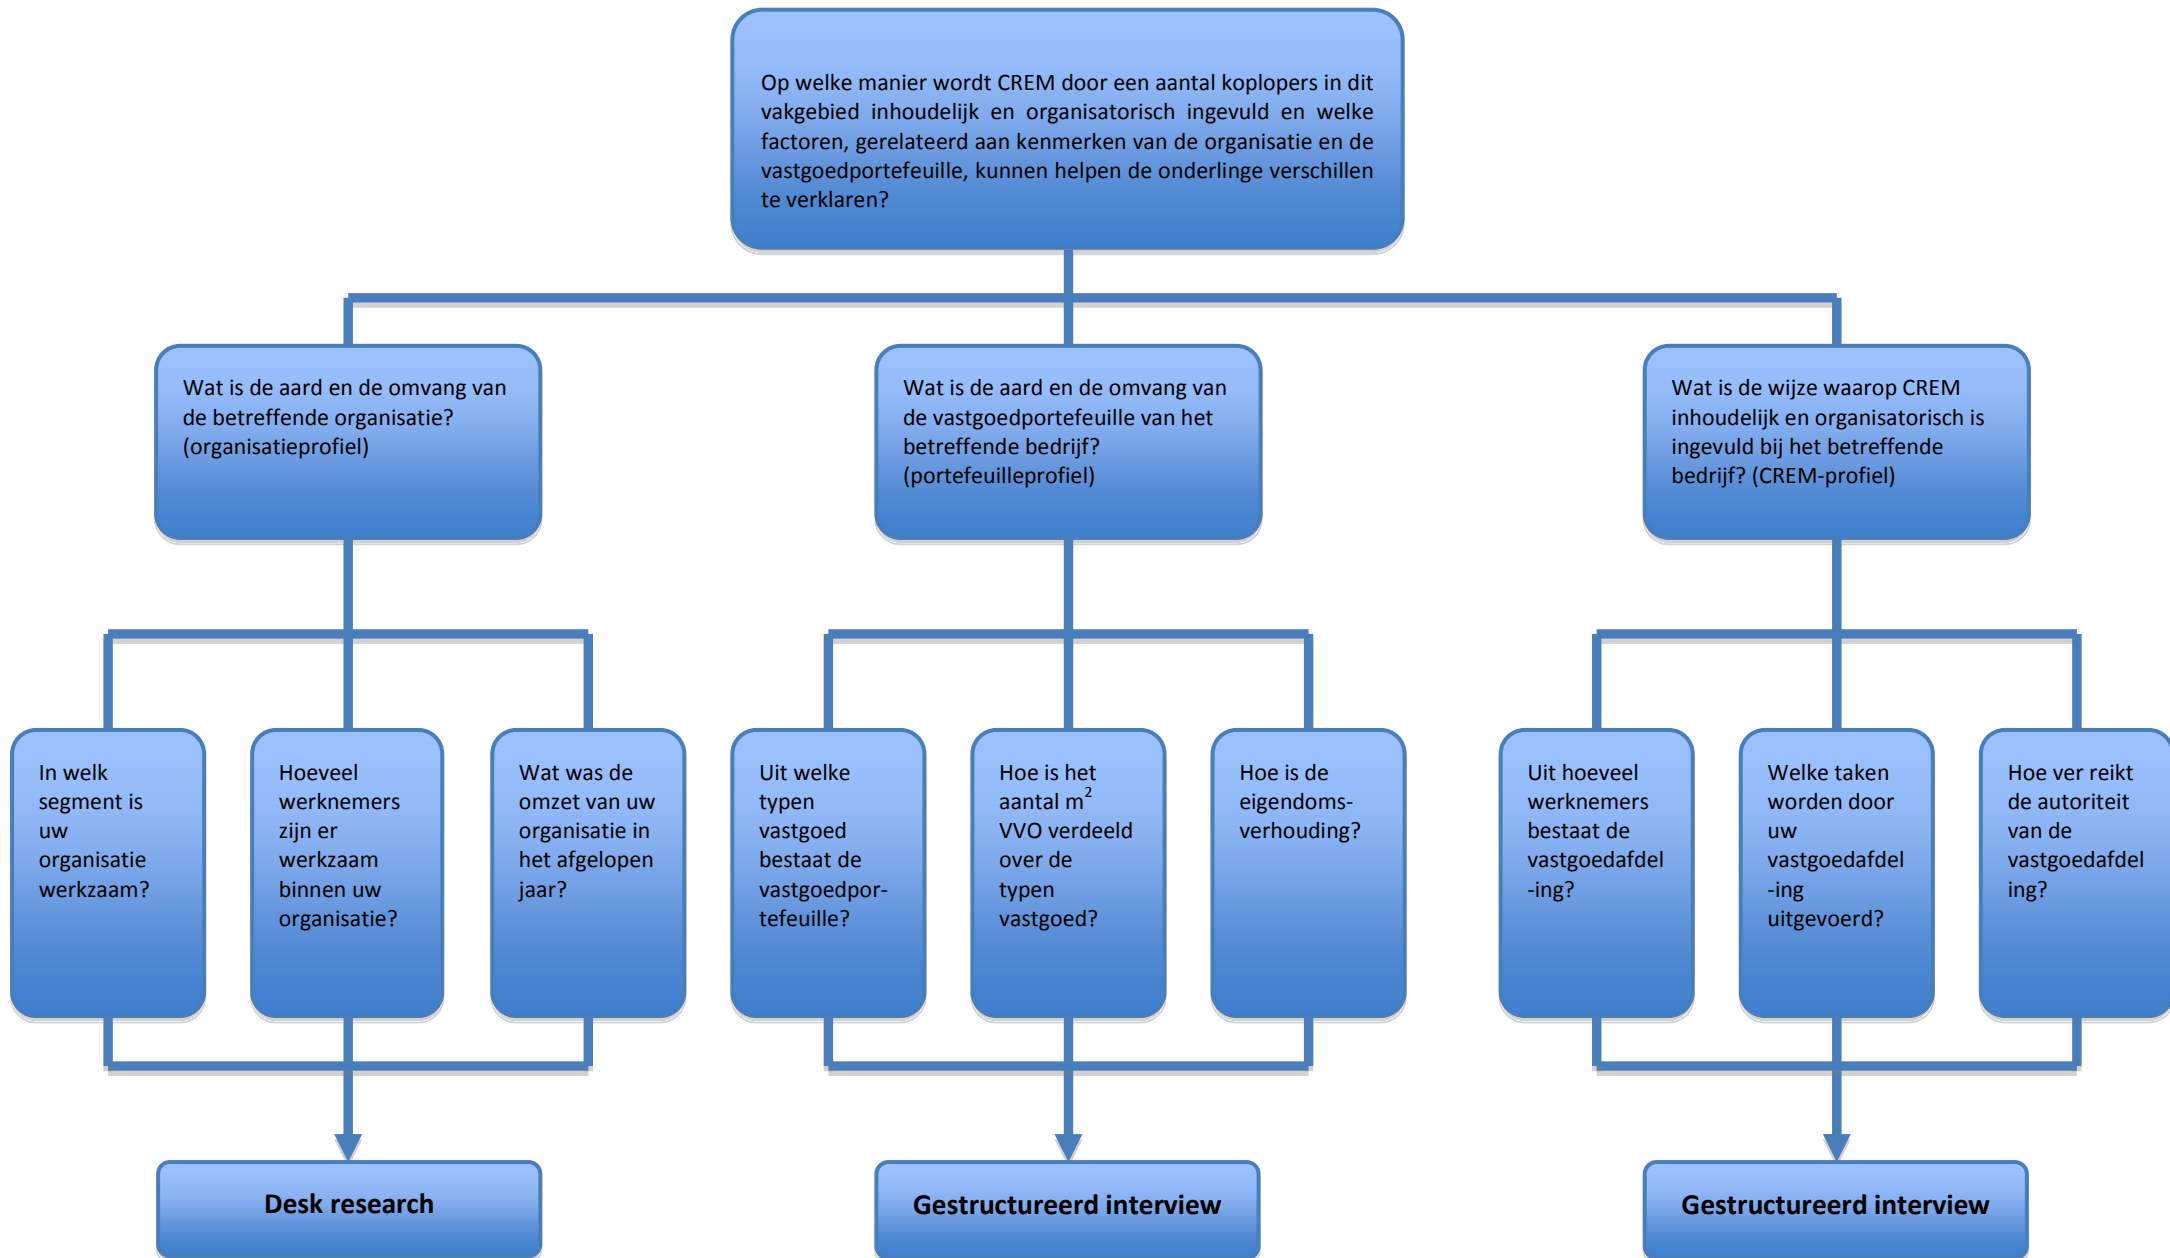 Op welke manier wordt CREM door een aantal koplopers in dit
vakgebied inhoudelijk en organisatorisch ingevuld en welke
factoren, gerelateerd aan kenmerken van de organisatie en de
vastgoedportefeuille, kunnen helpen de onderlinge verschillen
te verklaren?
Wat is de aard en de omvang van
de betreffende organisatie?
(organisatieprofiel)
Wat is de aard en de omvang van
de vastgoedportefeuille van het
betreffende bedrijf?
(portefeuilleprofiel)
Wat is de wijze waarop CREM
inhoudelijk en organisatorisch is
ingevuld bij het betreffende
bedrijf? (CREM-profiel)
In welk
segment is
uw
organisatie
werkzaam?
Hoeveel
werknemers
zijn er
werkzaam
binnen uw
organisatie?
Wat was de
omzet van uw
organisatie in
het afgelopen
jaar?
Uit welke
typen
vastgoed
bestaat de
vastgoedpor-
tefeuille?
Hoe is het
aantal m²
VVO verdeeld
over de
typen
vastgoed?
Hoe is de
eigendoms-
verhouding?
Uit hoeveel
werknemers
bestaat de
vastgoedafdel
-ing?
Welke taken
worden door
uw
vastgoedafdel
-ing
uitgevoerd?
Hoe ver reikt
de autoriteit
van de
vastgoedafdel
ing?
Desk research
Gestructureerd interview
Gestructureerd interview